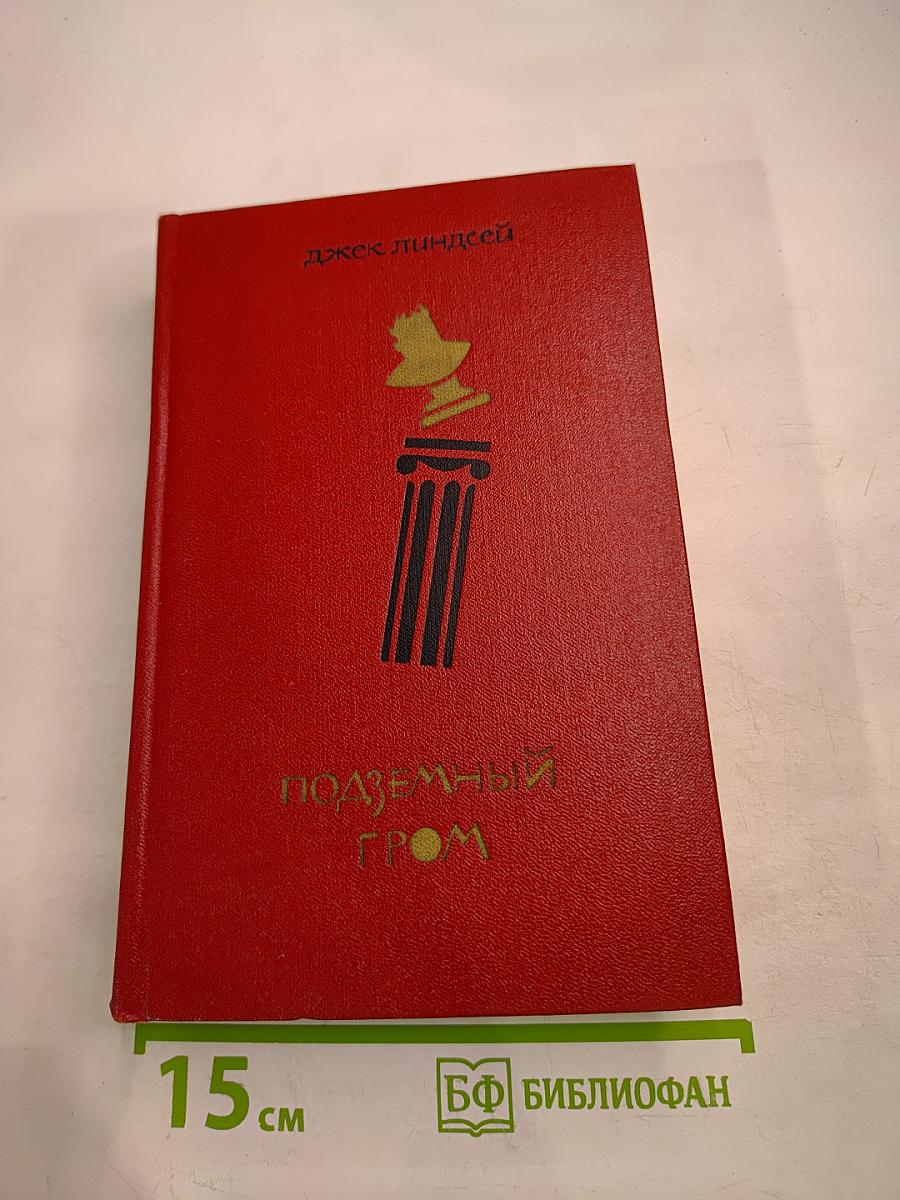 джек линдсей
ПОДЗЕМНЫЙ
ГРОМ
15 см
БФ БИБЛИОФАН